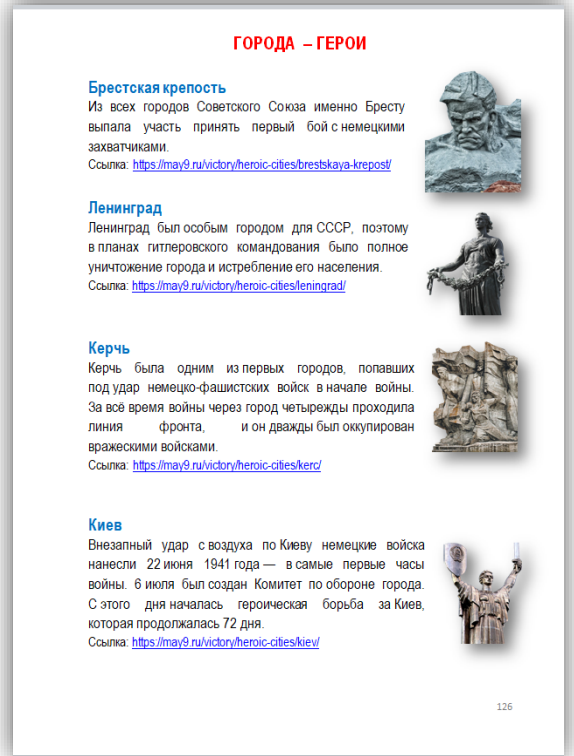 ГОРОДА – ГЕРОИ
Брестская крепость
Из всех городов Советского Союза именно Бресту
выпала участь принять первый бой с немецкими
захватчиками.
Ссылка: https://may9.ru/victory/heroic-cities/brestskaya-krepost/
Ленинград
Ленинград был особым городом для СССР, поэтому
в планах гитлеровского командования было полное
уничтожение города и истребление его населения.
Ссылка: https://may9.ru/victory/heroic-cities/leningrad/
Керчь
Керчь была одним из первых городов, попавших
под удар немецко-фашистских войск в начале войны.
За всё время войны через город четырежды проходила
линия фронта, и он дважды был оккупирован
вражескими войсками.
Ссылка: https://may9.ru/victory/heroic-cities/kerc/
Киев
Внезапный удар с воздуха по Киеву немецкие войска
нанесли 22 июня 1941 года — в самые первые часы
войны. 6 июля был создан Комитет по обороне города.
С этого дня началась героическая борьба за Киев,
которая продолжалась 72 дня.
Ссылка: https://may9.ru/victory/heroic-cities/kiev/
126